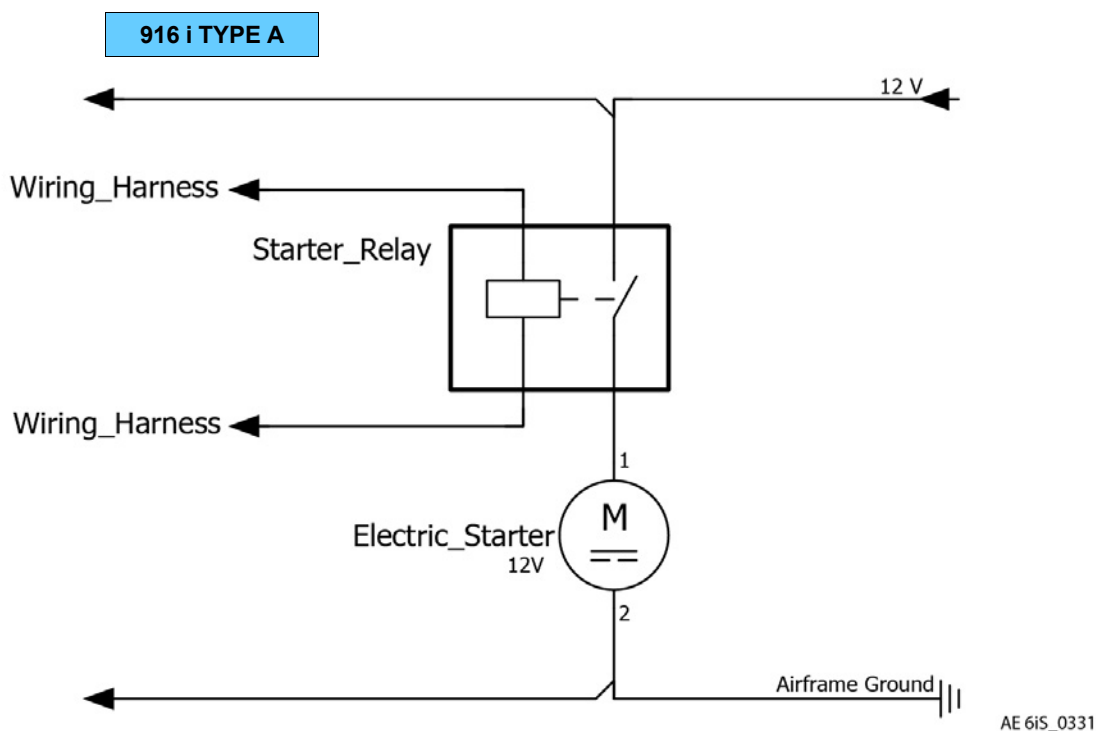 916 i TYPE A
12 V
Wiring_Harness
Starter_Relay
Wiring_Harness
1
M
Electric_Starter
12V
2
Airframe Ground
AE 6iS_0331